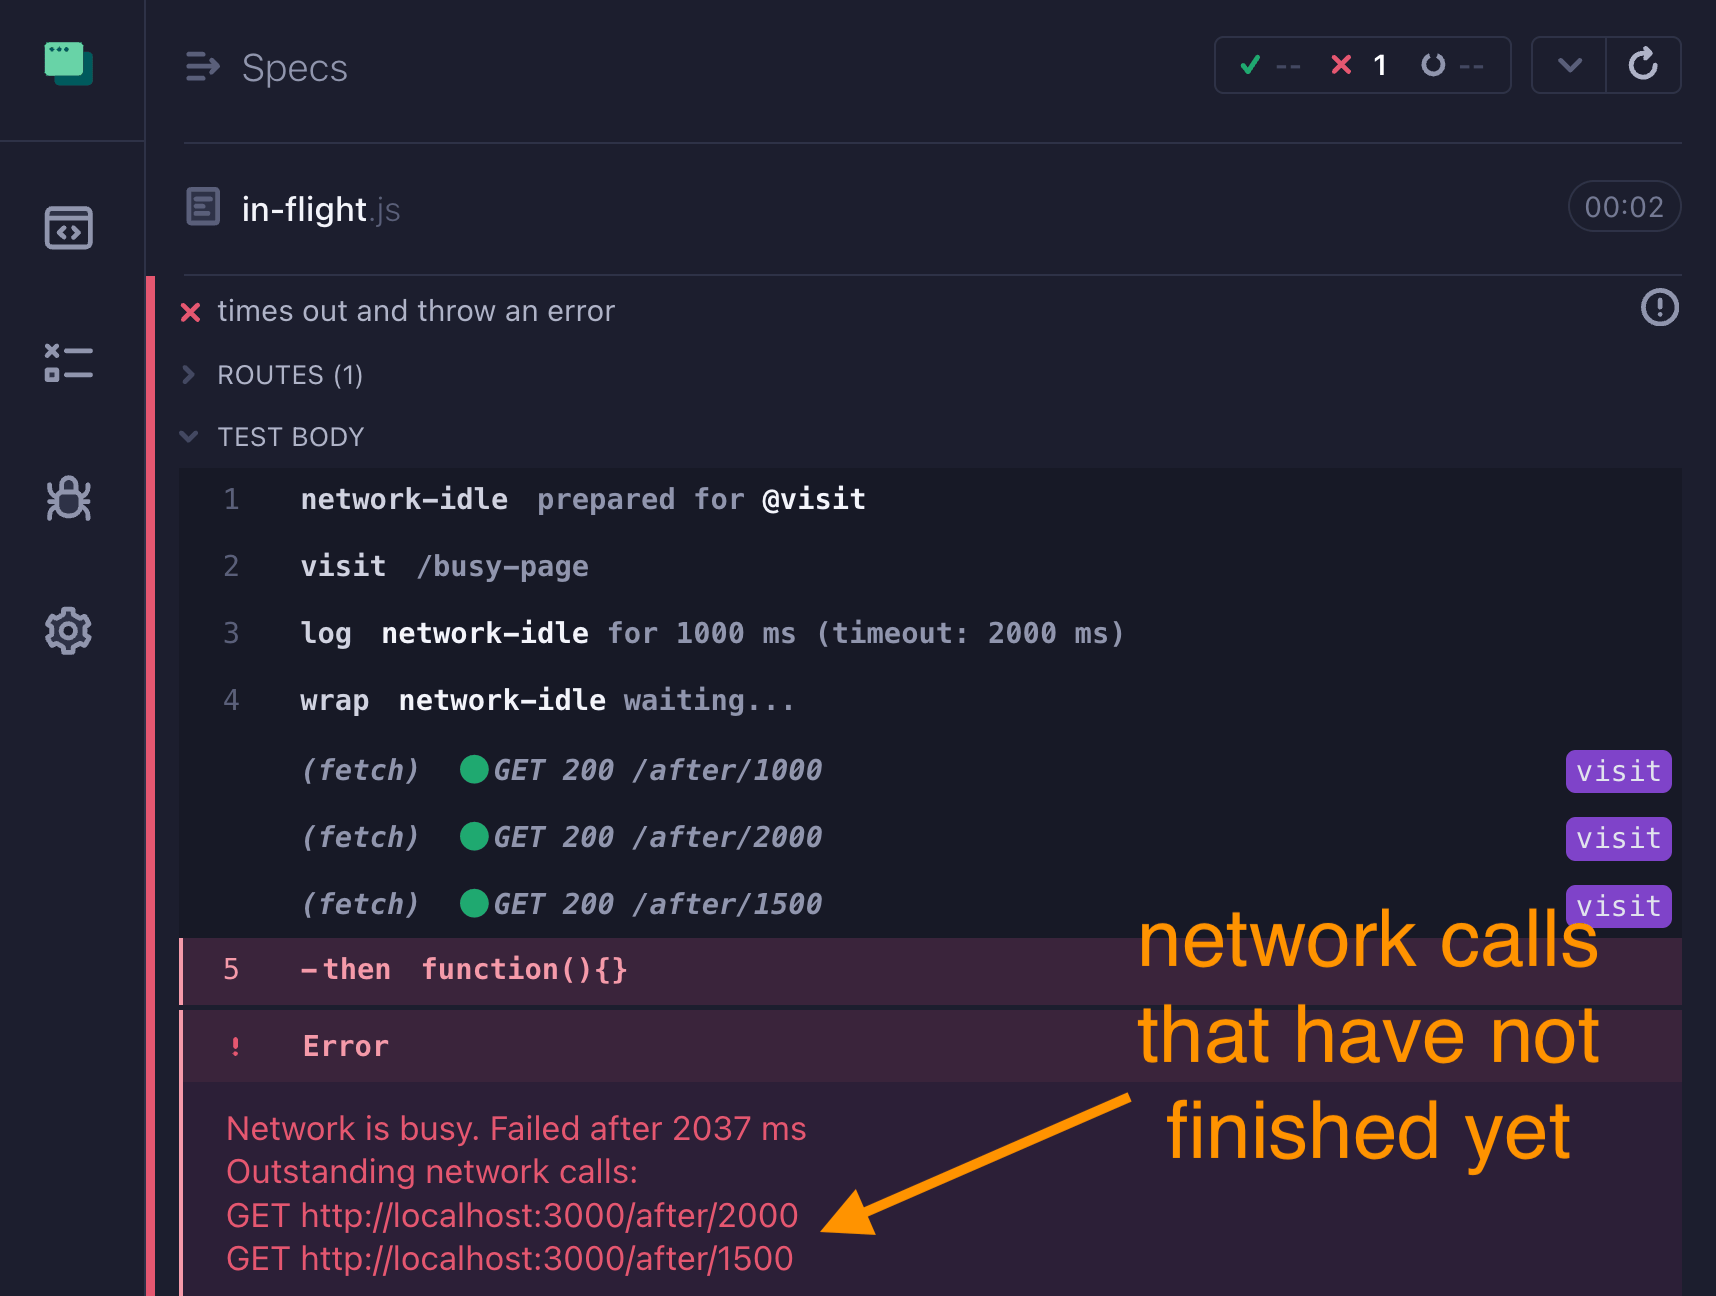 Specs
-- 1 --
in-flight.js
00:02
times out and throw an error
ROUTES (1)
TEST BODY
1 network-idle prepared for @visit
2 visit /busy-page
3 log network-idle for 1000 ms (timeout: 2000 ms)
4 wrap network-idle waiting...
(fetch) GET 200 /after/1000 visit
(fetch) GET 200 /after/2000 visit
(fetch) GET 200 /after/1500 visit
5 -then function(){}
! Error
Network is busy. Failed after 2037 ms
Outstanding network calls:
GET http://localhost:3000/after/2000
GET http://localhost:3000/after/1500
network calls
that have not
finished yet